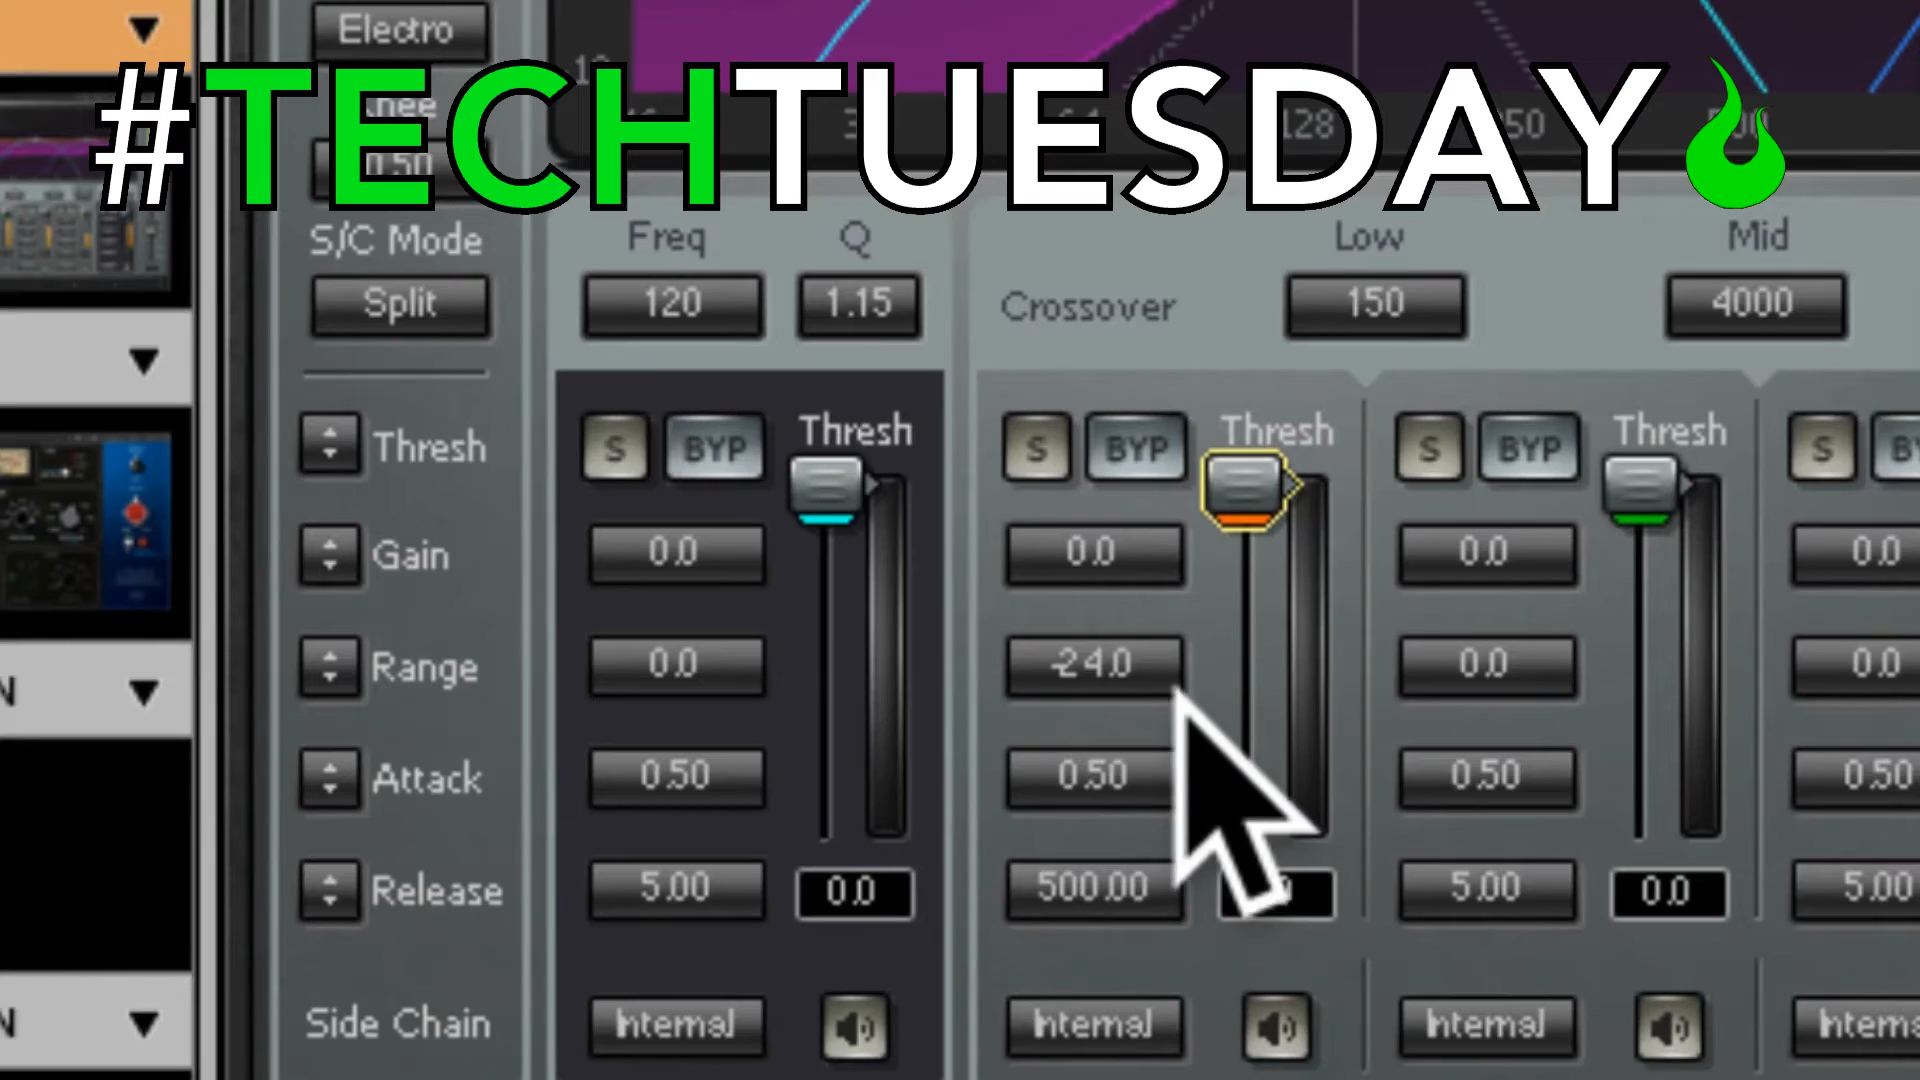 Electro
#TECHTUESDAY
0.50
128
S/C Mode
Freq
Q
Low
Mid
Split
120
1.15
Crossover
150
4000
Thresh
S
BYP
Thresh
S
BYP
Thresh
S
BYP
Thresh
S
Gain
0.0
0.0
0.0
0.0
Range
0.0
-24.0
0.0
0.0
Attack
0.50
0.50
0.50
0.50
Release
5.00
0.0
500.00
5.00
0.0
5.00
Side Chain
Internal
Internal
Internal